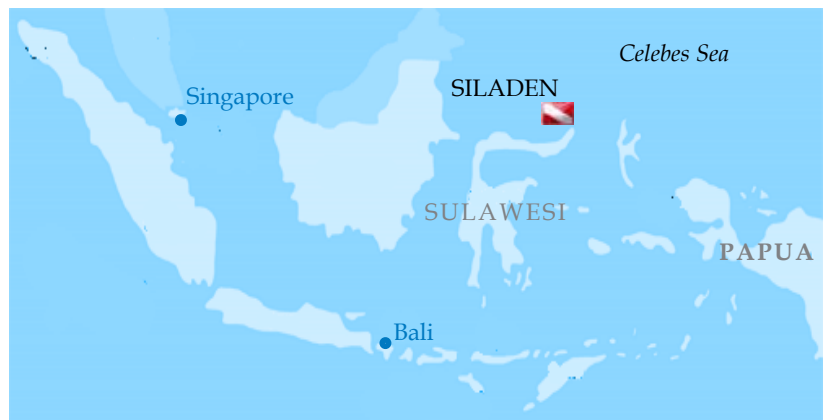 Celebes Sea
SILADEN
Singapore
SULAWESI
PAPUA
Bali